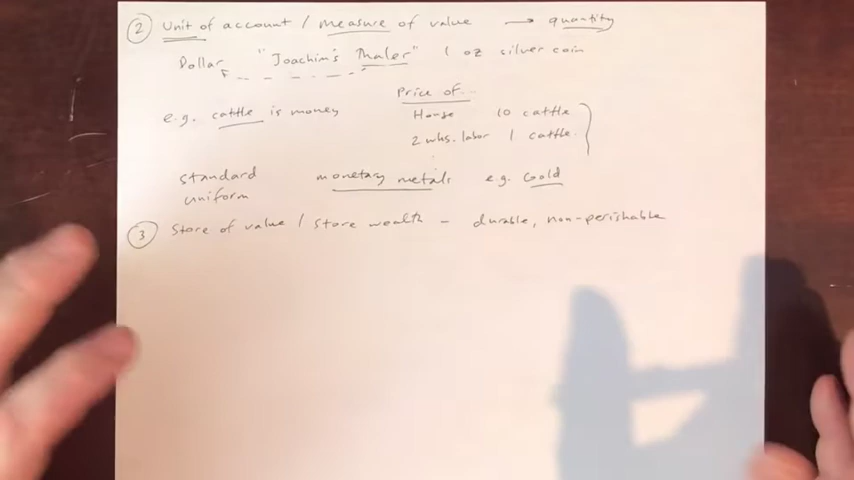 ② Unit of account / measure of value → quantity
Dollar "Joachim's Thaler" 1 oz silver coin
Price of...
e.g. cattle is money House 10 cattle
2 wks. labor 1 cattle
standard monetary metals e.g. Gold
uniform
③ Store of value / store wealth – durable, non-perishable